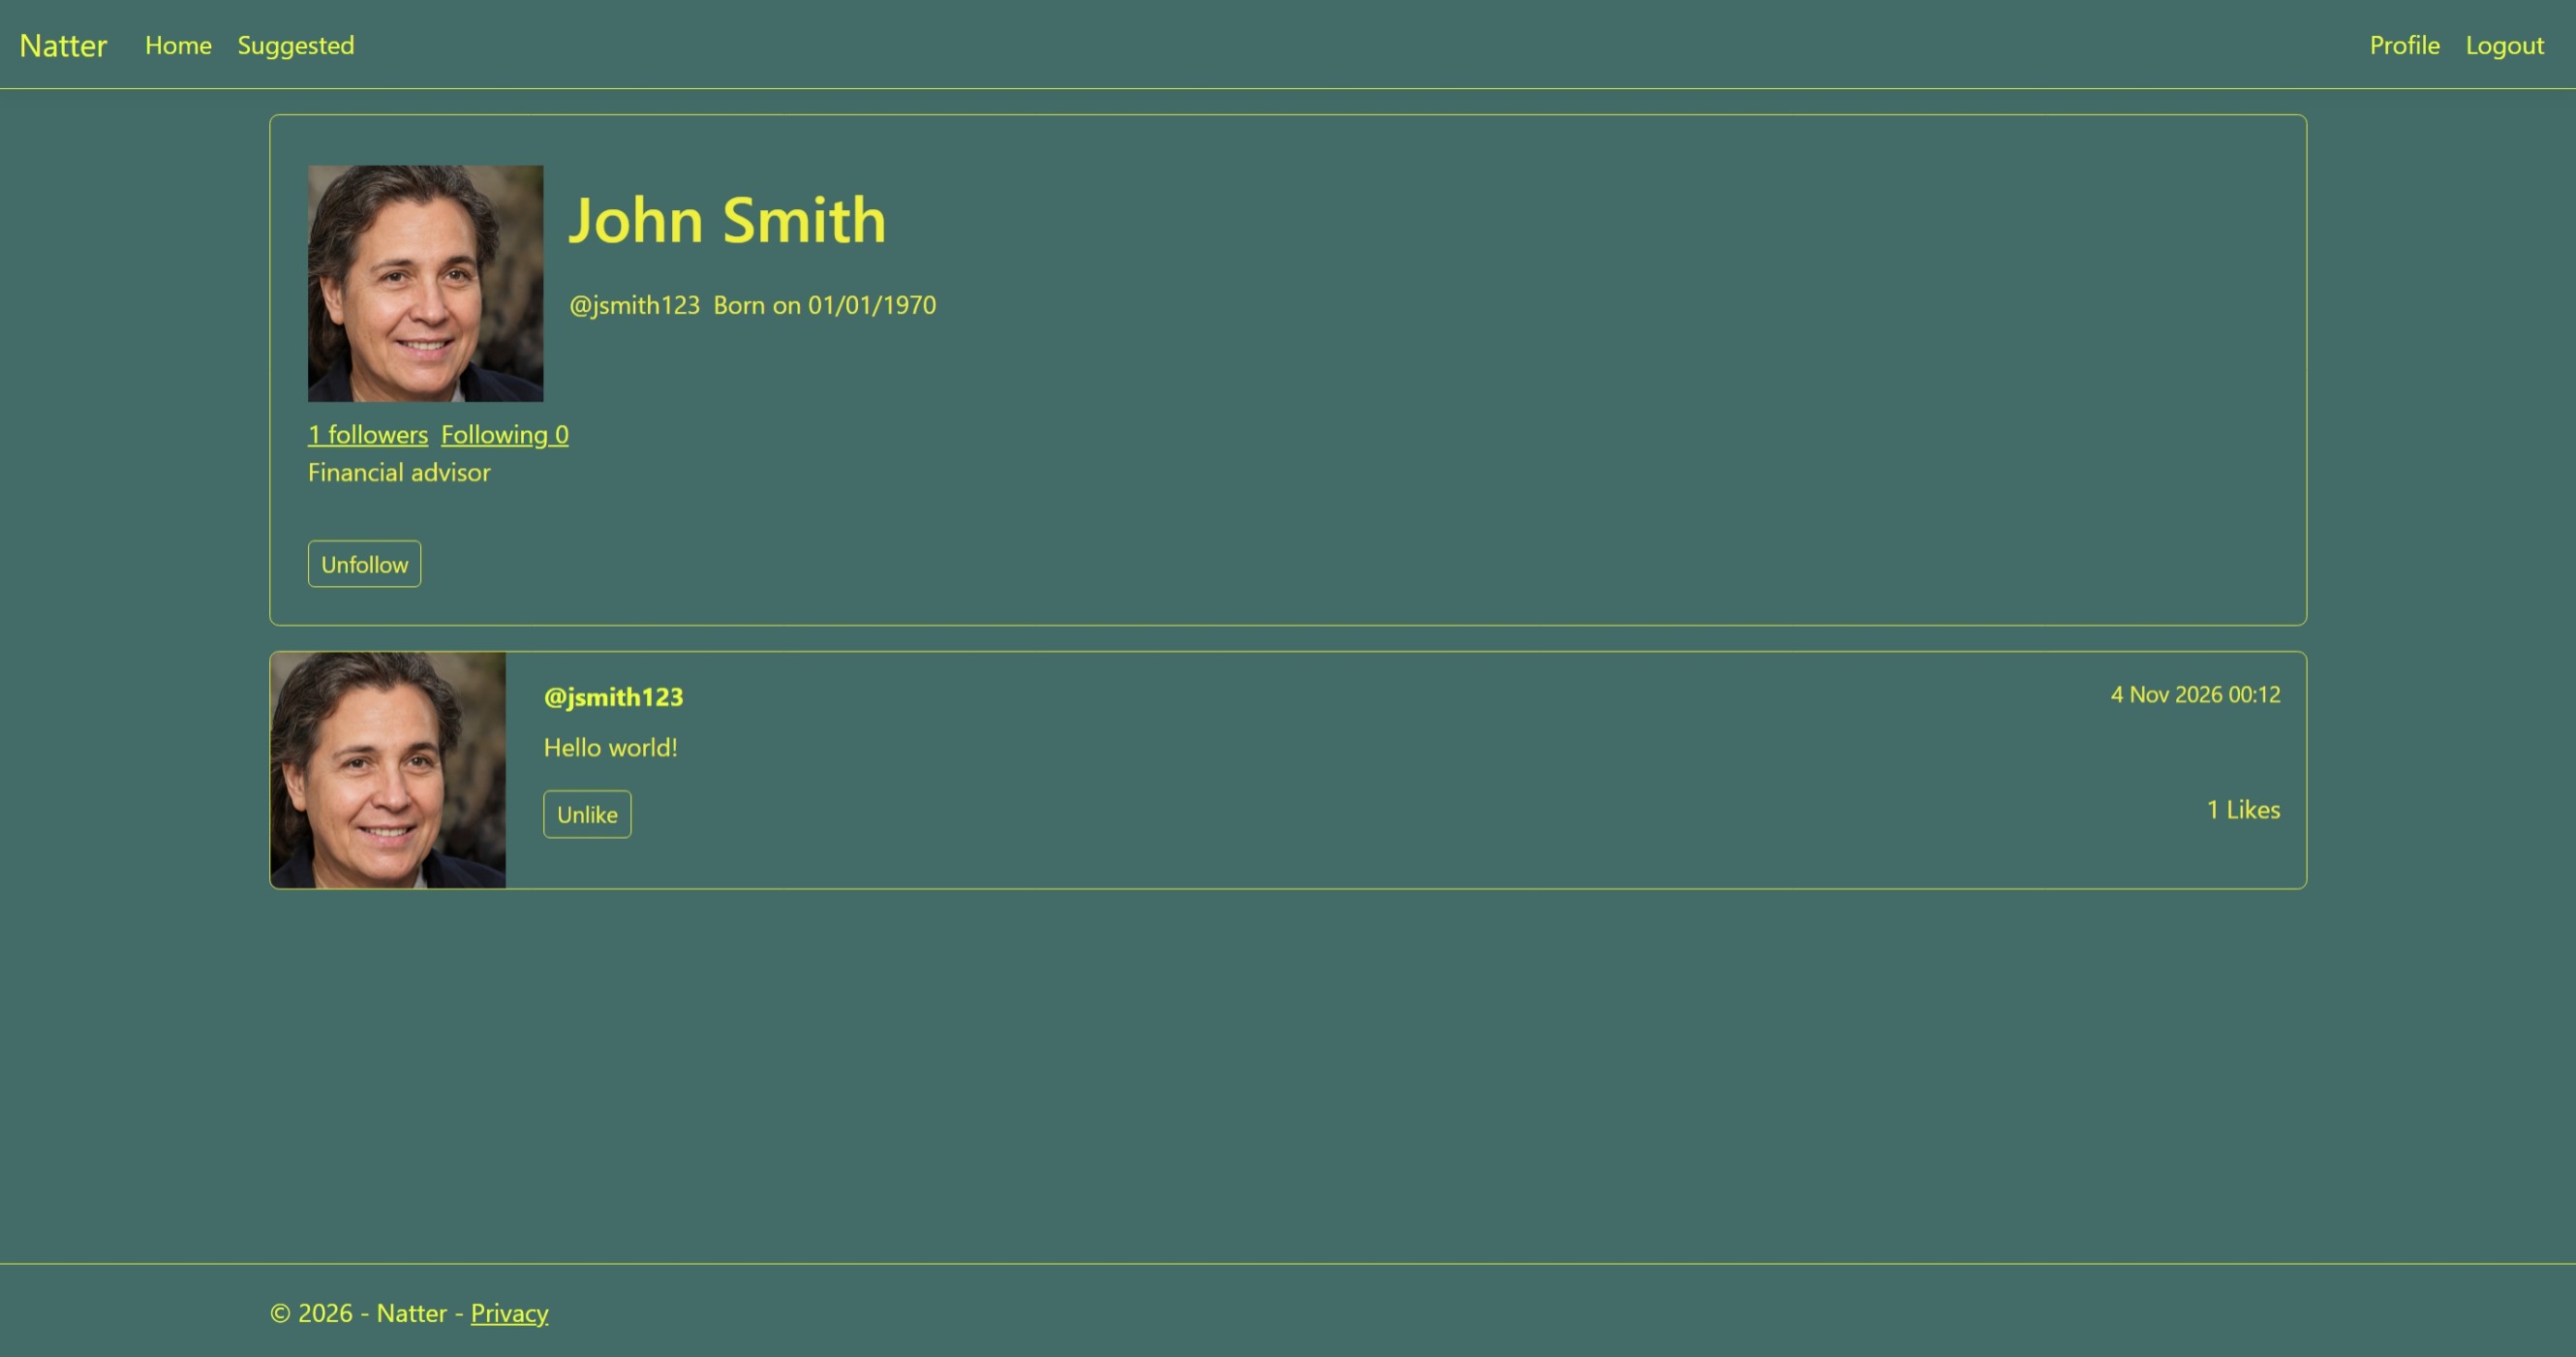 Natter Home Suggested Profile Logout
John Smith
@jsmith123 Born on 01/01/1970
1 followers Following 0
Financial advisor
Unfollow
@jsmith123 4 Nov 2026 00:12
Hello world!
Unlike 1 Likes
© 2026 - Natter - Privacy